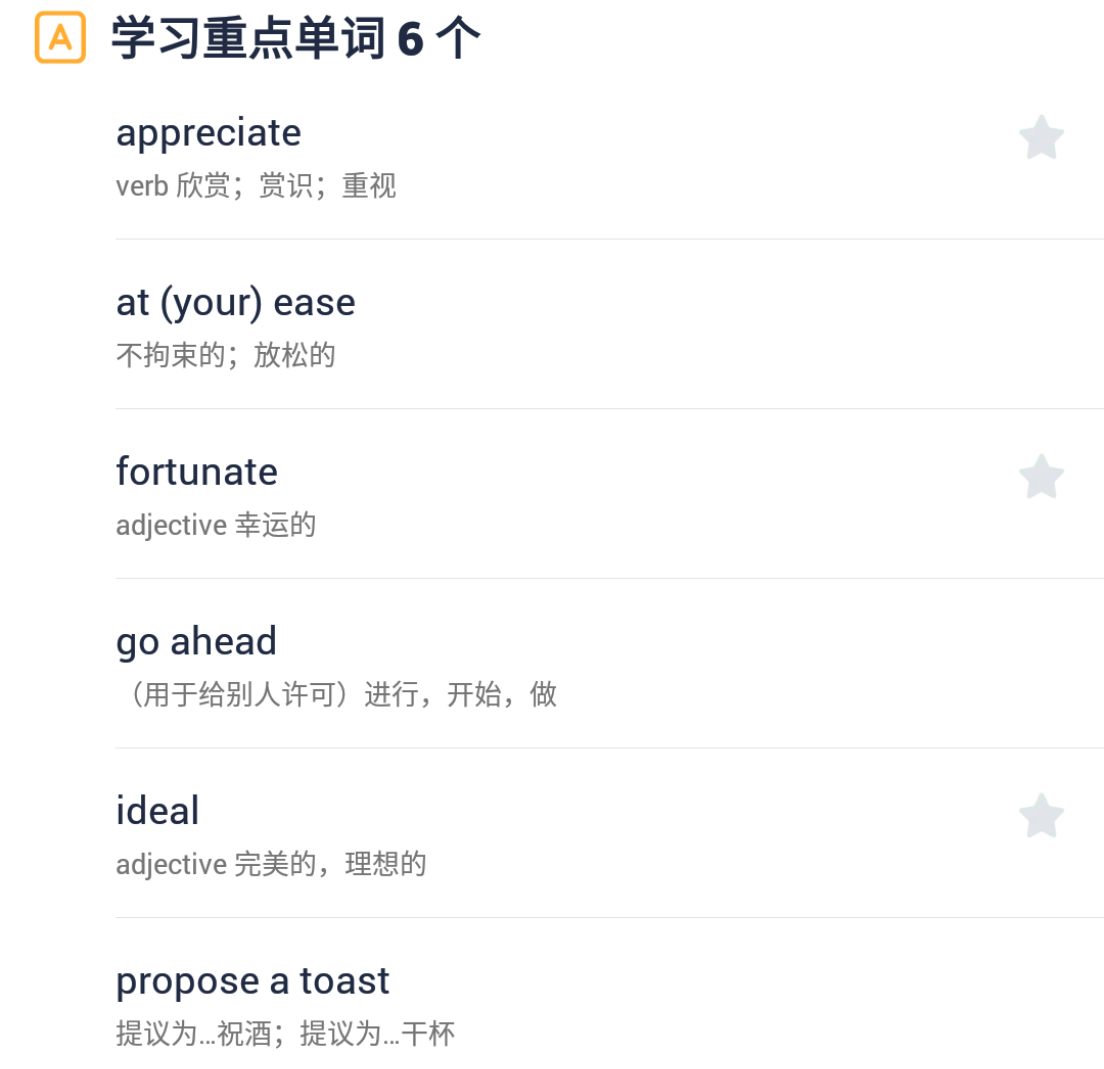 A 学习重点单词 6 个
appreciate
verb 欣赏；赏识；重视
at (your) ease
不拘束的；放松的
fortunate
adjective 幸运的
go ahead
（用于给别人许可）进行，开始，做
ideal
adjective 完美的，理想的
propose a toast
提议为…祝酒；提议为…干杯